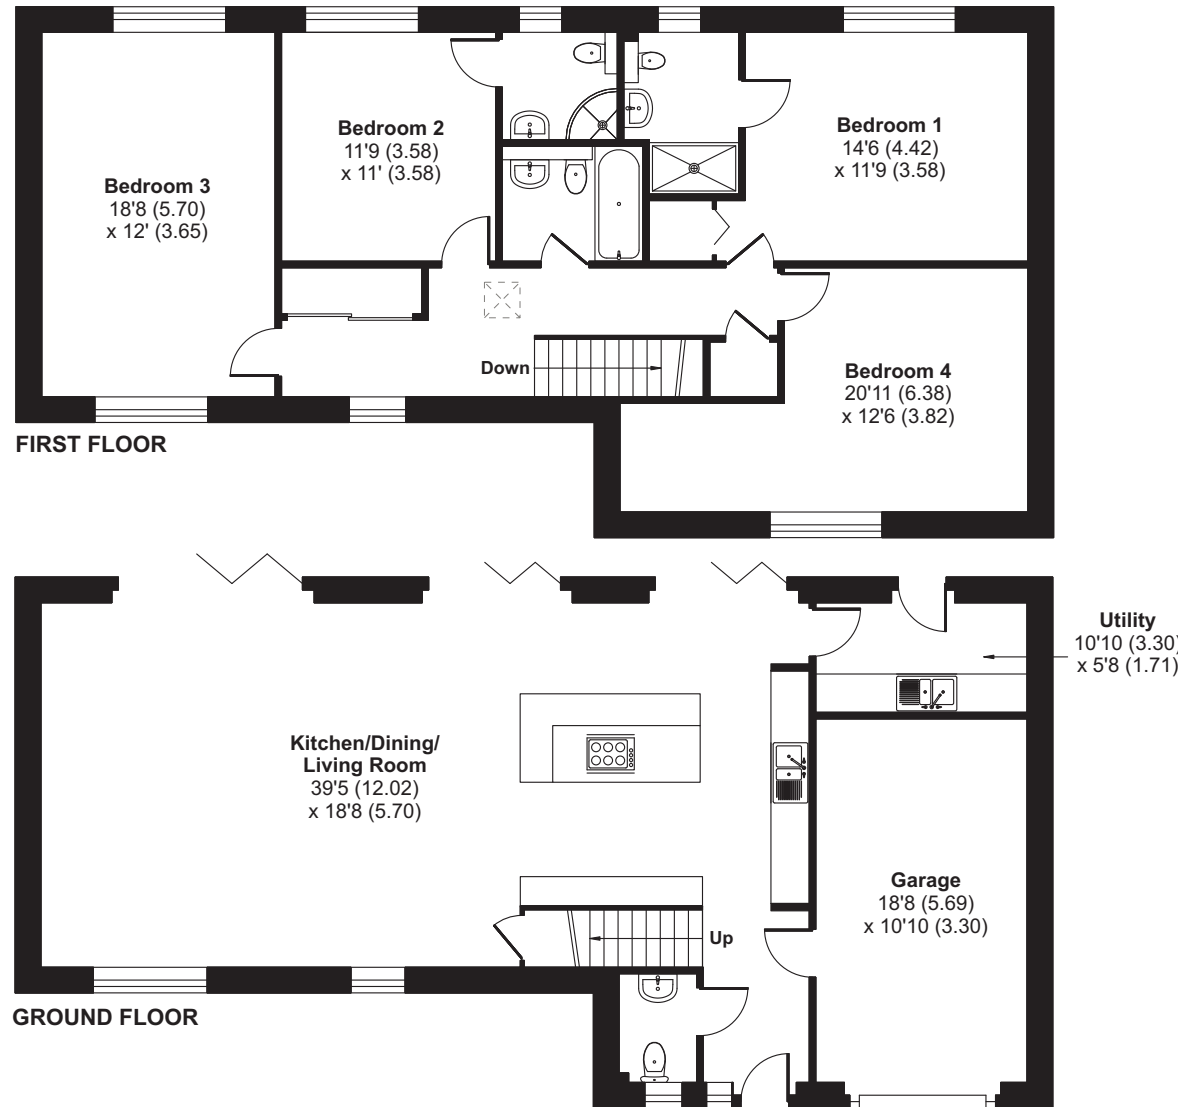 Bedroom 3
18'8 (5.70)
x 12' (3.65)
Bedroom 2
11'9 (3.58)
x 11' (3.58)
Bedroom 1
14'6 (4.42)
x 11'9 (3.58)
Down
Bedroom 4
20'11 (6.38)
x 12'6 (3.82)
FIRST FLOOR
Utility
10'10 (3.30)
x 5'8 (1.71)
Kitchen/Dining/
Living Room
39'5 (12.02)
x 18'8 (5.70)
Garage
18'8 (5.69)
x 10'10 (3.30)
Up
GROUND FLOOR